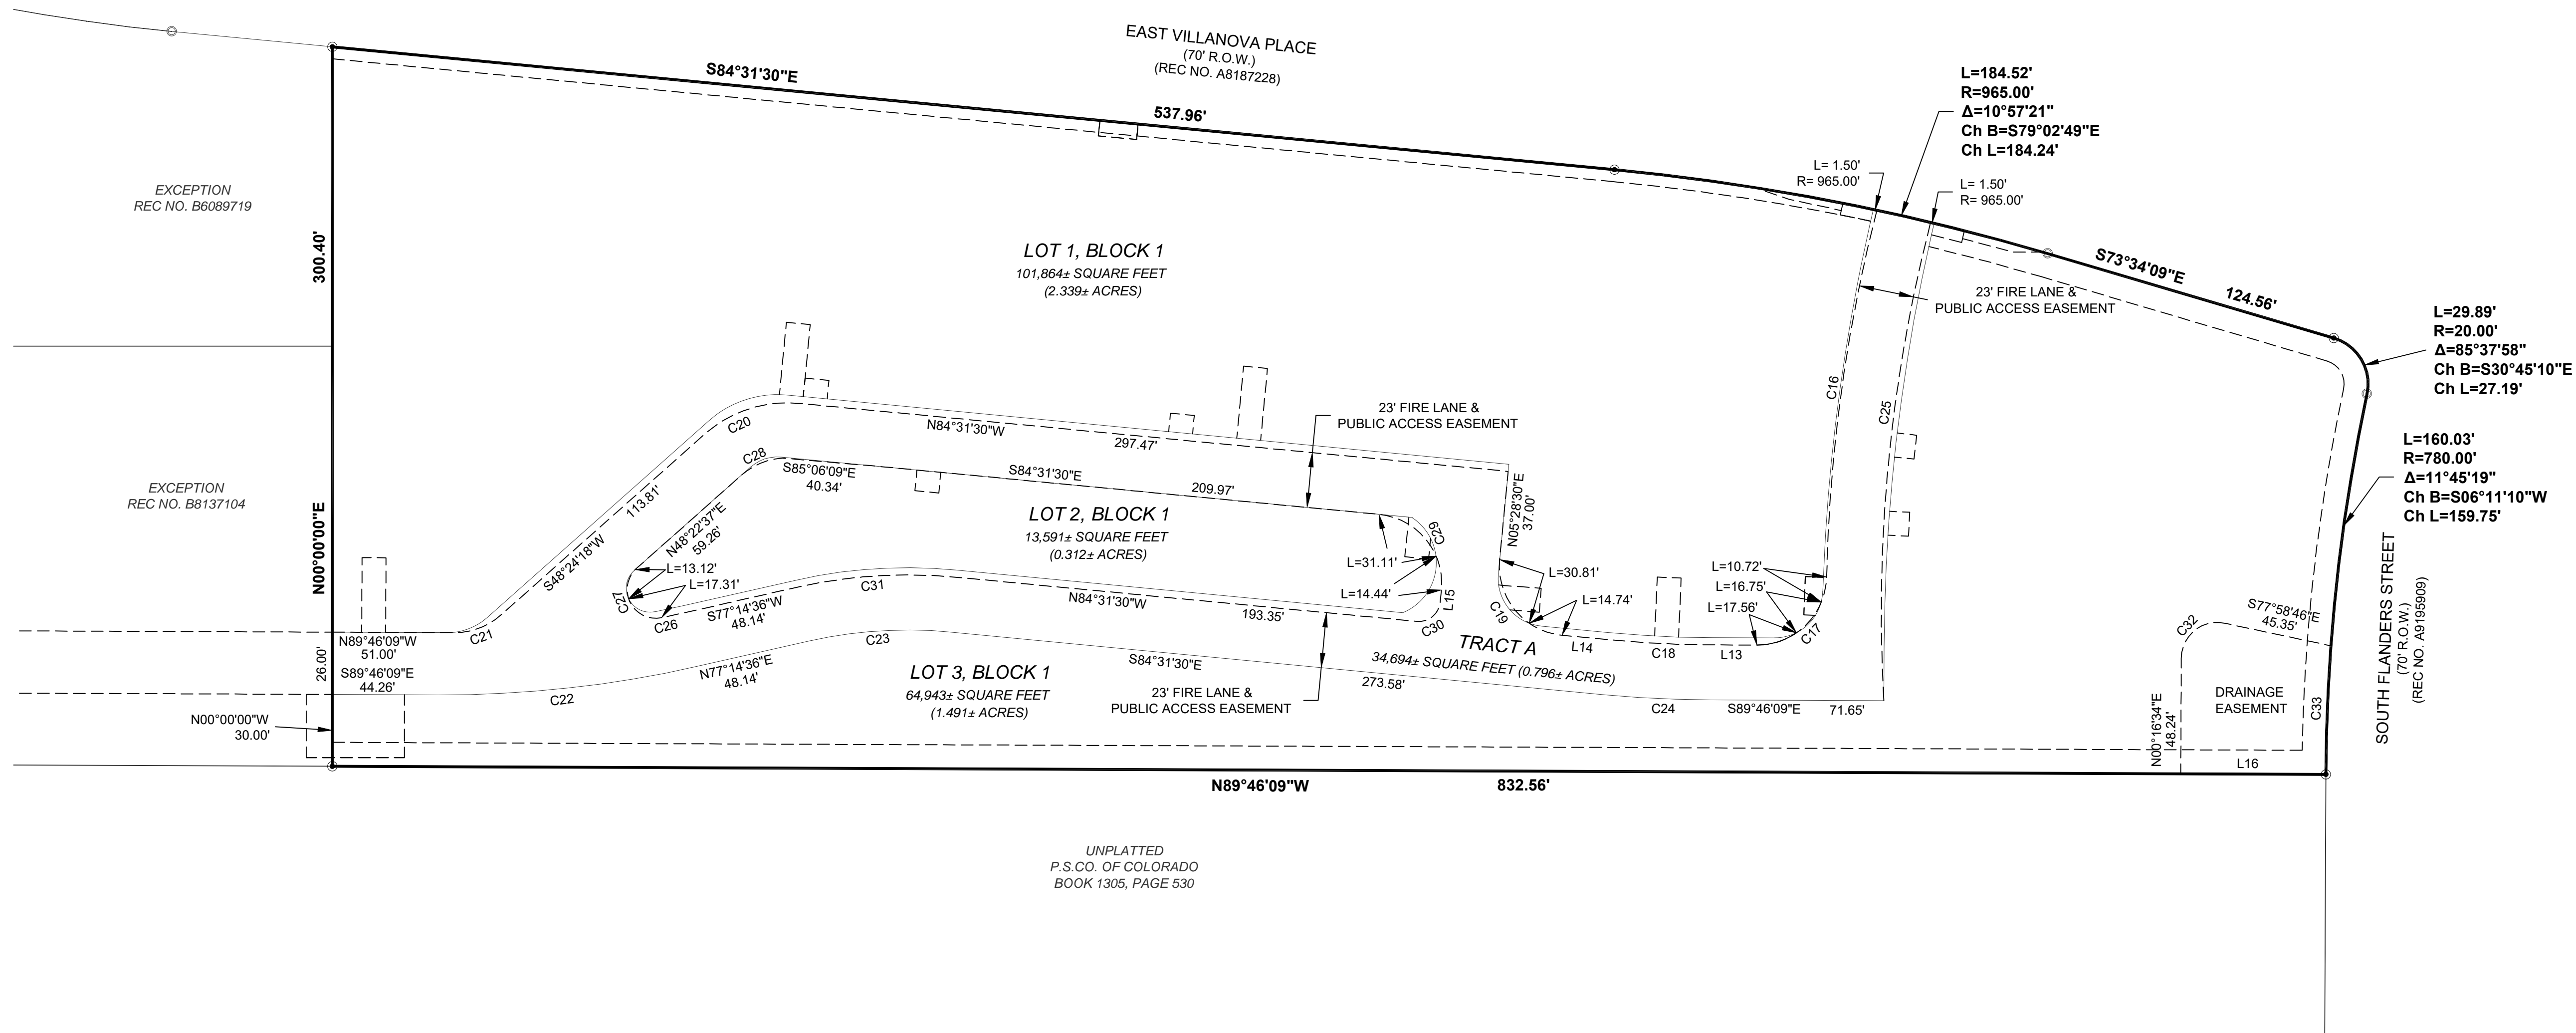 EAST VILLANOVA PLACE
(70' R.O.W.)
(REC NO. A8187228)
S84°31'30"E
537.96'
L=184.52'
R=965.00'
Δ=10°57'21"
Ch B=S79°02'49"E
Ch L=184.24'
L= 1.50'
R= 965.00'
L= 1.50'
R= 965.00'
EXCEPTION
REC NO. B6089719
300.40'
N00°00'00"E
LOT 1, BLOCK 1
101,864± SQUARE FEET
(2.339± ACRES)
S73°34'09"E
124.56'
23' FIRE LANE &
PUBLIC ACCESS EASEMENT
L=29.89'
R=20.00'
Δ=85°37'58"
Ch B=S30°45'10"E
Ch L=27.19'
L=160.03'
R=780.00'
Δ=11°45'19"
Ch B=S06°11'10"W
Ch L=159.75'
C16
C25
23' FIRE LANE &
PUBLIC ACCESS EASEMENT
C20
N84°31'30"W
297.47'
C28
S85°06'09"E
40.34'
S84°31'30"E
209.97'
EXCEPTION
REC NO. B8137104
113.81'
S48°24'18"W
N48°22'37"E
59.26'
LOT 2, BLOCK 1
13,591± SQUARE FEET
(0.312± ACRES)
C29
N05°28'30"E
37.00'
L=31.11'
L=14.44'
L=13.12'
L=17.31'
L=30.81'
L=14.74'
L=10.72'
L=16.75'
L=17.56'
C27
C26
S77°14'36"W
48.14'
C31
N84°31'30"W
193.35'
L15
C30
C19
L14
C18
L13
C17
TRACT A
34,694± SQUARE FEET (0.796± ACRES)
N89°46'09"W
51.00'
C21
26.00'
S89°46'09"E
44.26'
C22
N77°14'36"E
48.14'
C23
LOT 3, BLOCK 1
64,943± SQUARE FEET
(1.491± ACRES)
S84°31'30"E
273.58'
23' FIRE LANE &
PUBLIC ACCESS EASEMENT
C24
S89°46'09"E
71.65'
N00°00'00"W
30.00'
C32
S77°58'46"E
45.35'
DRAINAGE
EASEMENT
C33
N00°16'34"E
48.24'
L16
SOUTH FLANDERS STREET
(70' R.O.W.)
(REC NO. A9195909)
N89°46'09"W
832.56'
UNPLATTED
P.S.CO. OF COLORADO
BOOK 1305, PAGE 530